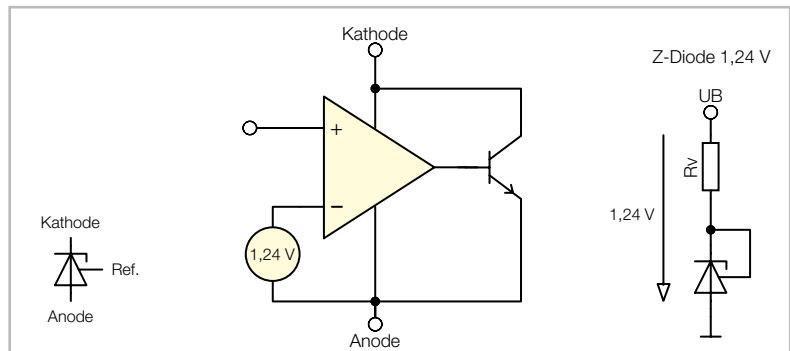 Kathode
Z-Diode 1,24 V
UB
+
Rv
–
1,24 V
Kathode
1,24 V
Ref.
Anode
Anode